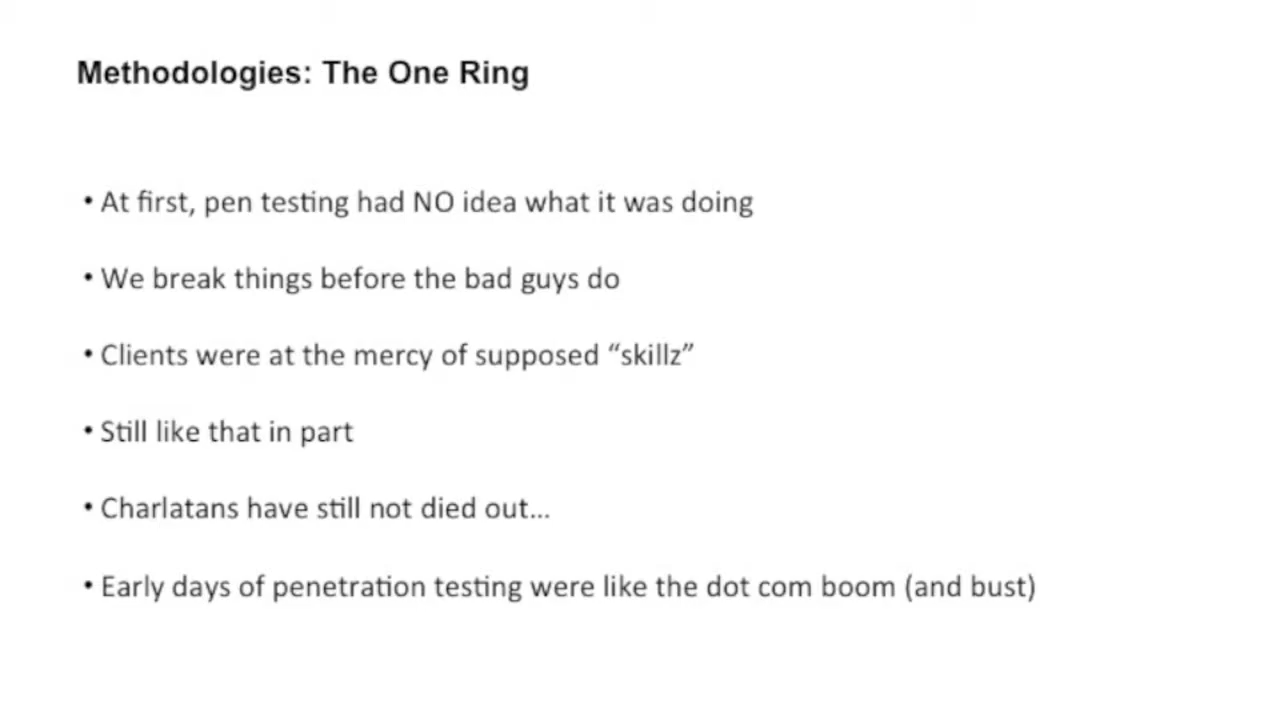 Methodologies: The One Ring
• At first, pen testing had NO idea what it was doing
• We break things before the bad guys do
• Clients were at the mercy of supposed “skillz”
• Still like that in part
• Charlatans have still not died out...
• Early days of penetration testing were like the dot com boom (and bust)